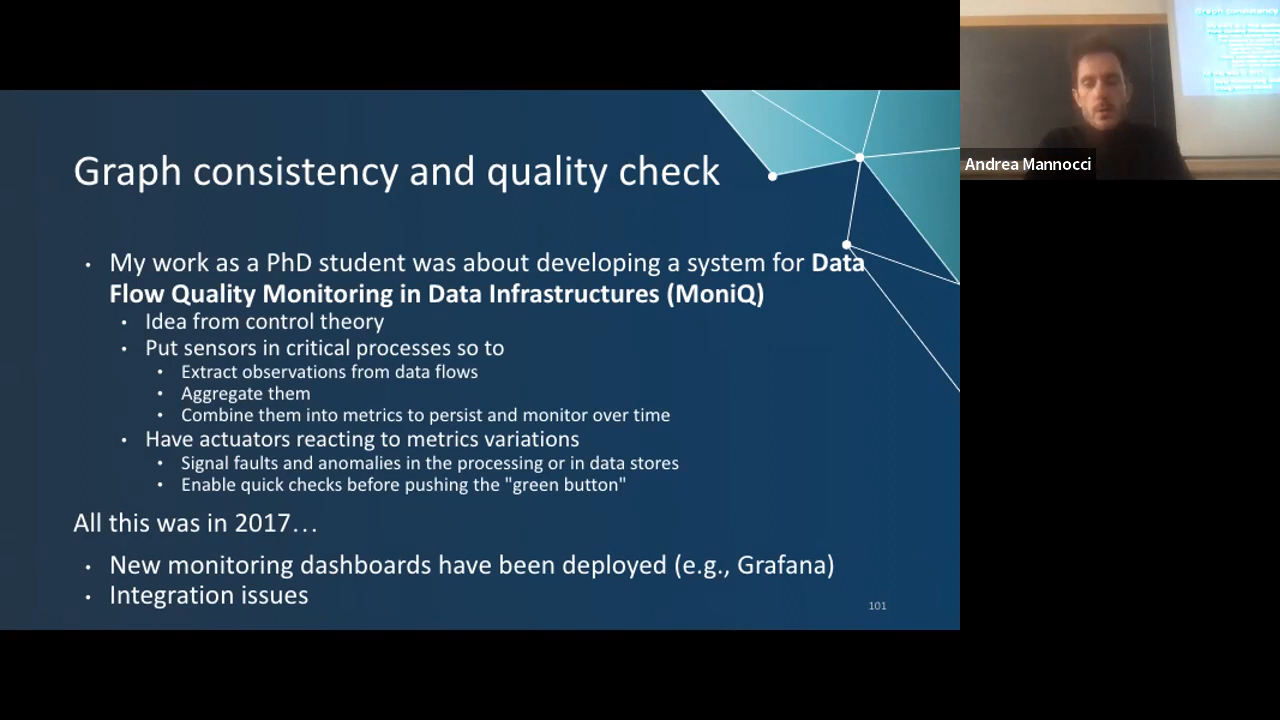 Graph consistency and quality check
• My work as a PhD student was about developing a system for Data
Flow Quality Monitoring in Data Infrastructures (MoniQ)
• Idea from control theory
• Put sensors in critical processes so to
• Extract observations from data flows
• Aggregate them
• Combine them into metrics to persist and monitor over time
• Have actuators reacting to metrics variations
• Signal faults and anomalies in the processing or in data stores
• Enable quick checks before pushing the "green button"
All this was in 2017…
• New monitoring dashboards have been deployed (e.g., Grafana)
• Integration issues
101
Andrea Mannocci